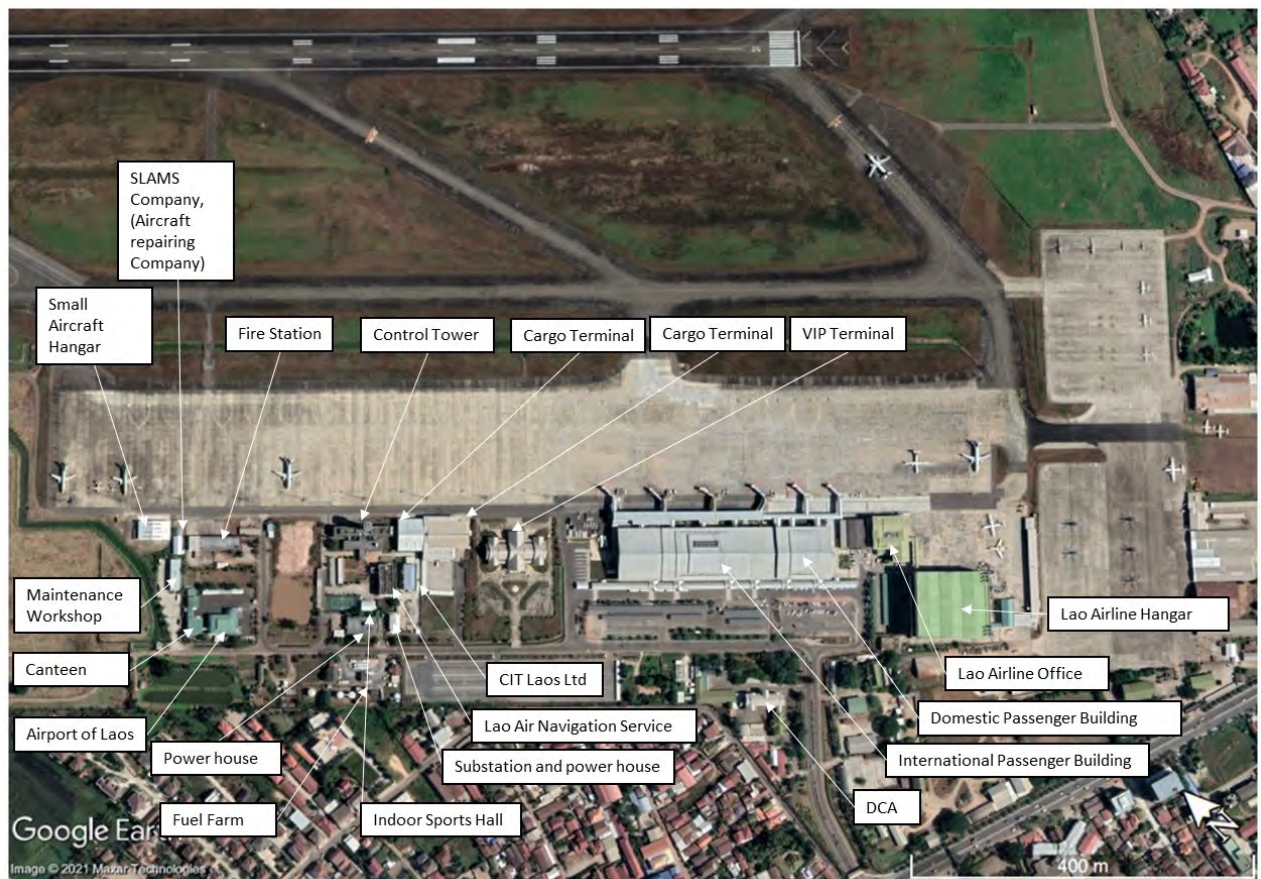 SLAMS
Company,
(Aircraft
repairing
Company)
Small
Aircraft
Hangar
Fire Station
Control Tower
Cargo Terminal
Cargo Terminal
VIP Terminal
Maintenance
Workshop
Lao Airline Hangar
Canteen
CIT Laos Ltd
Lao Airline Office
Airport of Laos
Lao Air Navigation Service
Domestic Passenger Building
Power house
Substation and power house
International Passenger Building
Fuel Farm
Indoor Sports Hall
DCA
Google Earth
Image © 2021 Maxar Technologies
400 m